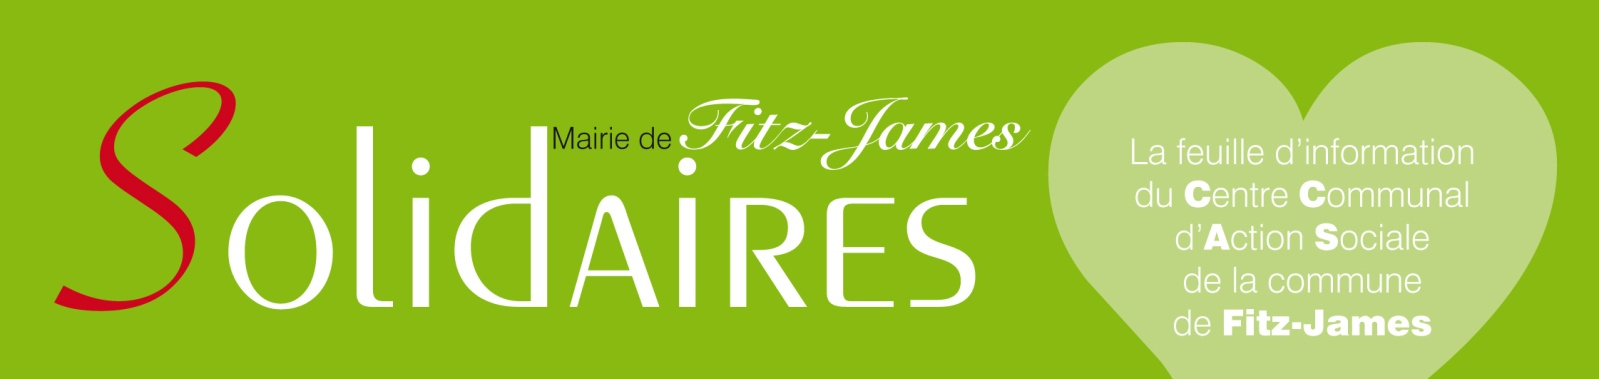 Mairie de Fitz-James
SolidAIRES
La feuille d'information
du Centre Communal
d'Action Sociale
de la commune
de Fitz-James